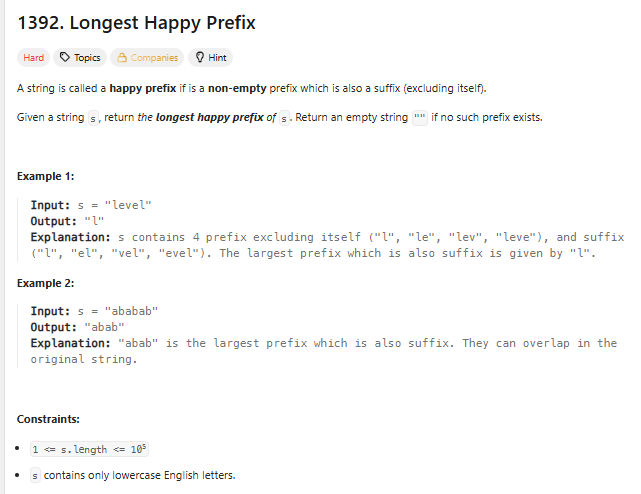 1392. Longest Happy Prefix
Hard Topics Companies Hint
A string is called a happy prefix if is a non-empty prefix which is also a suffix (excluding itself).
Given a string s, return the longest happy prefix of s. Return an empty string "" if no such prefix exists.
Example 1:
Input: s = "level"
Output: "l"
Explanation: s contains 4 prefix excluding itself ("l", "le", "lev", "leve"), and suffix
("l", "el", "vel", "evel"). The largest prefix which is also suffix is given by "l".
Example 2:
Input: s = "ababab"
Output: "abab"
Explanation: "abab" is the largest prefix which is also suffix. They can overlap in the
original string.
Constraints:
• 1 <= s.length <= 10⁵
• s contains only lowercase English letters.